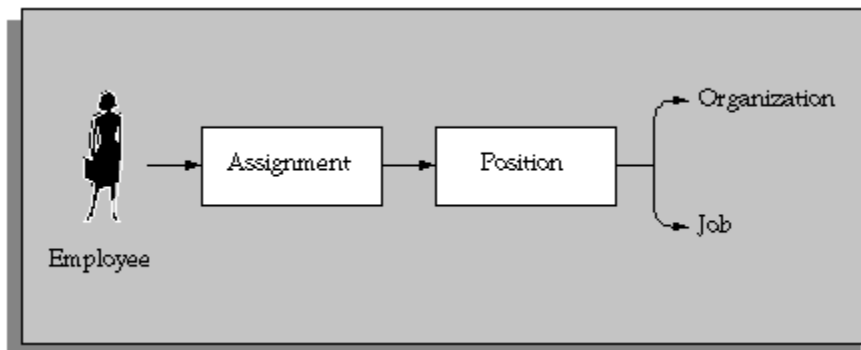 Organization
Assignment
Position
Job
Employee